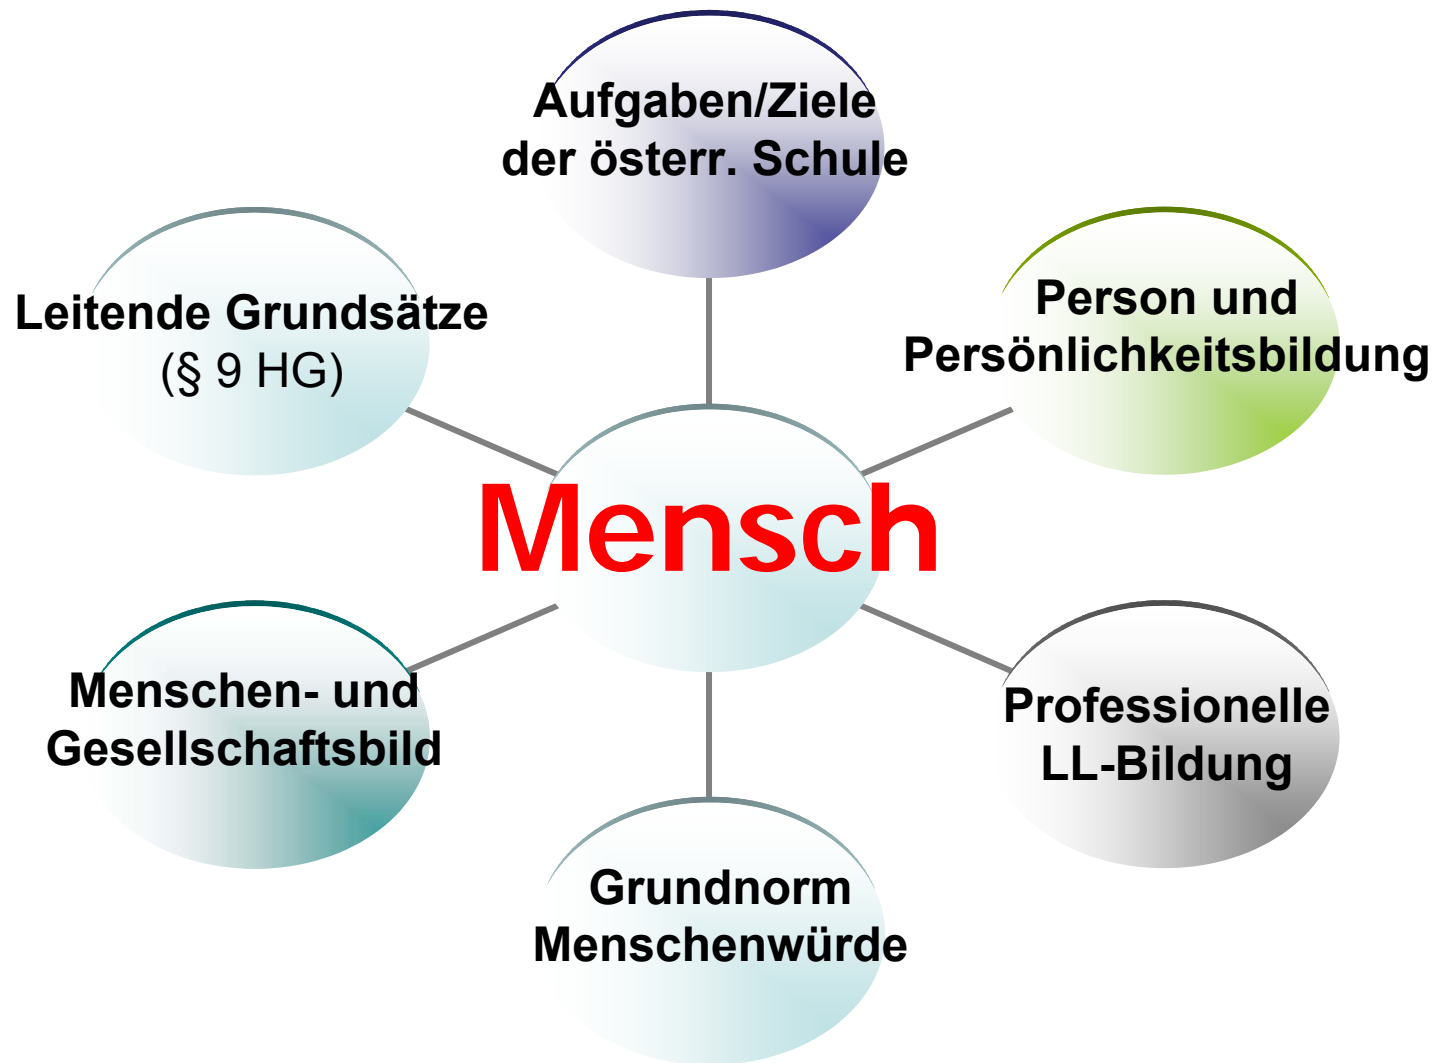 Aufgaben/Ziele
der österr. Schule
Leitende Grundsätze
(§ 9 HG)
Person und
Persönlichkeitsbildung
Mensch
Menschen- und
Gesellschaftsbild
Professionelle
LL-Bildung
Grundnorm
Menschenwürde